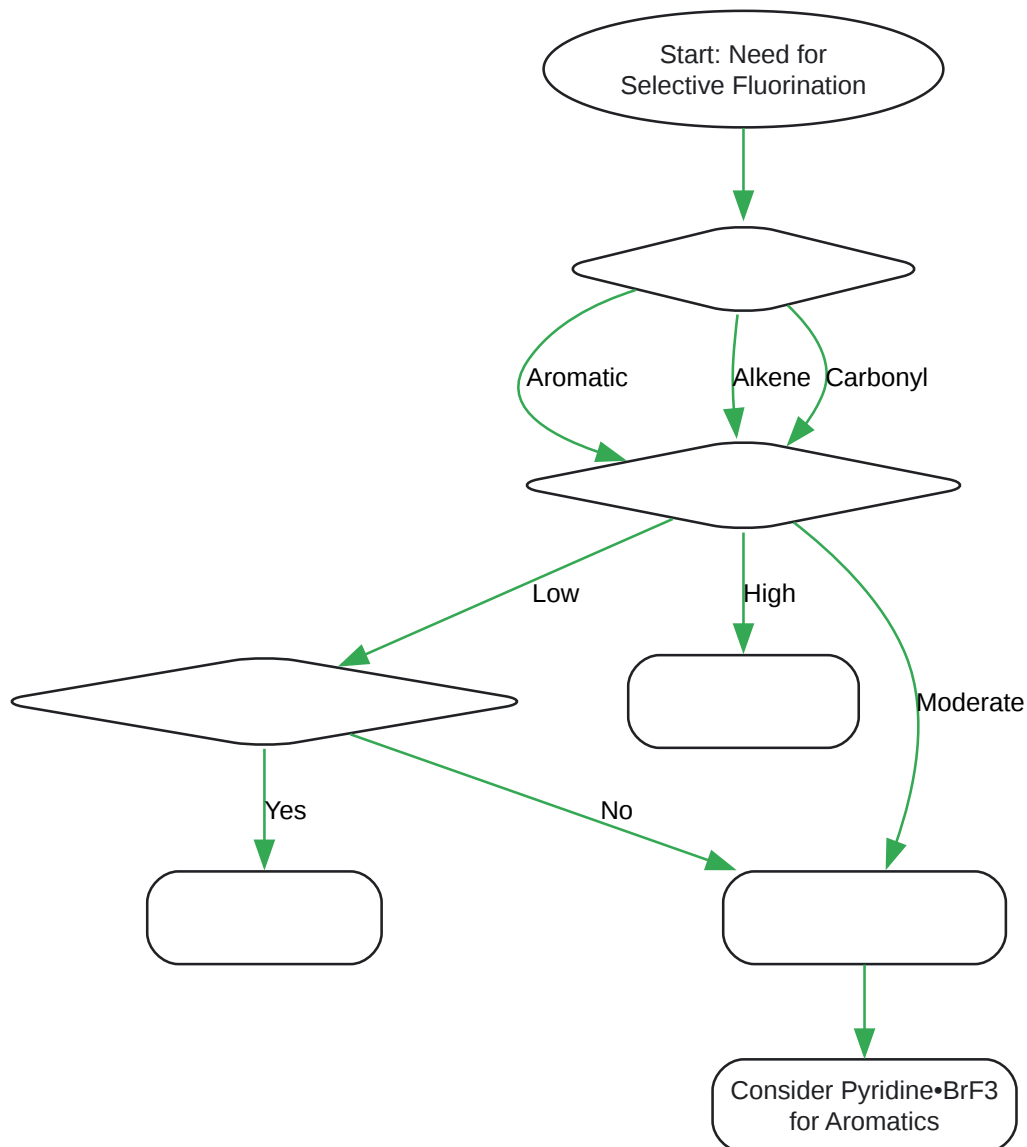 Start: Need for
Selective Fluorination
Aromatic
Alkene
Carbonyl
Low
High
Moderate
Yes
No
Consider Pyridine•BrF3
for Aromatics